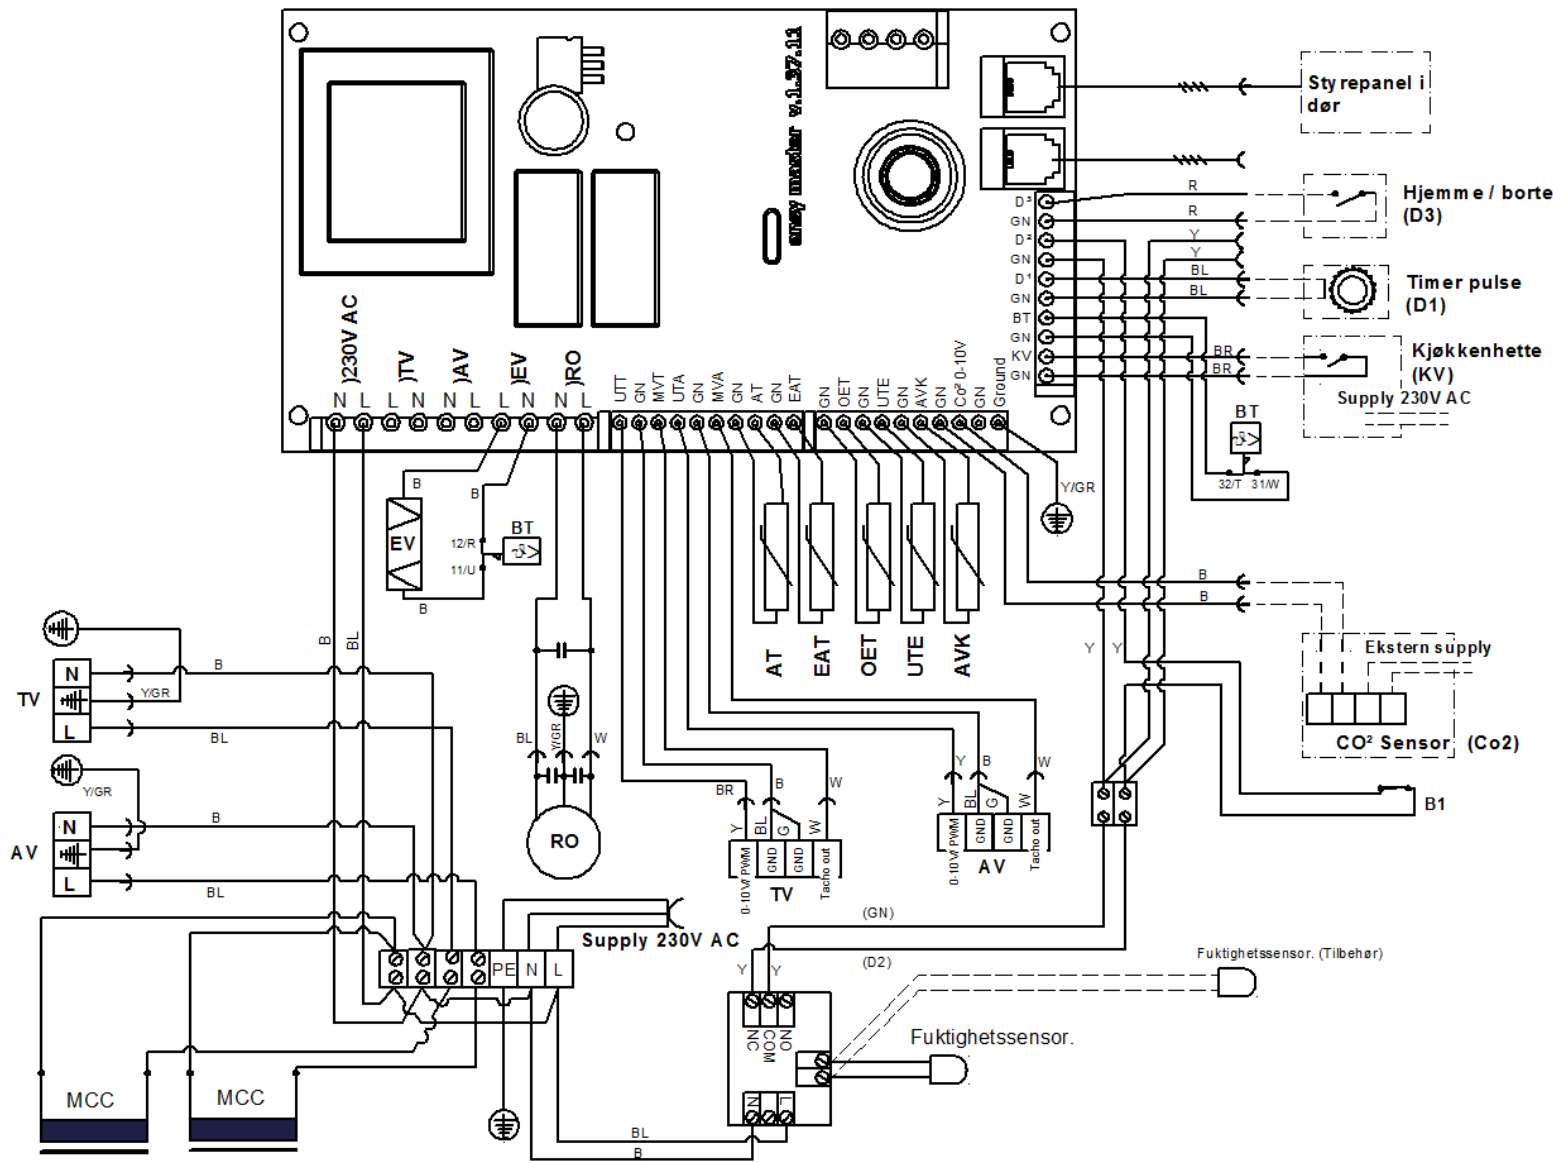 ensy master v.1.37.11
Styrepanel i
dør
Hjemme / borte
(D3)
Timer pulse
(D1)
Kjøkkenhette
(KV)
Supply 230V AC
D³
GN
D²
GN
D¹
GN
BT
GN
KV
GN
R
R
Y
Y
BL
BL
BR
BR
)230V AC
)TV
)AV
)EV
)RO
N L L N N L L N N L
UTT
GN
MVT
UTA
GN
MVA
GN
AT
GN
EAT
GN
OET
GN
UTE
GN
AVK
GN
Co² 0-10V
GN
Ground
BT
32/T 31/W
Y/GR
B
B
EV
12/R
11/U
BT
B
B
BL
AT
EAT
OET
UTE
AVK
B
B
Y
Y
Ekstern supply
CO² Sensor (Co2)
B1
TV
N
L
B
Y/GR
BL
AV
N
L
Y/GR
B
BL
BL
Y/GR
W
RO
BR
B
W
Y
BL
G
W
0-10V/ PWM
GND
GND
Tacho out
TV
Y
B
W
Y
BL
G
W
0-10V/ PWM
GND
GND
Tacho out
AV
Supply 230V AC
PE N L
(GN)
(D2)
Y
Y
NC
COM
NO
N
L
Fuktighetssensor. (Tilbehør)
Fuktighetssensor.
MCC
MCC
BL
B